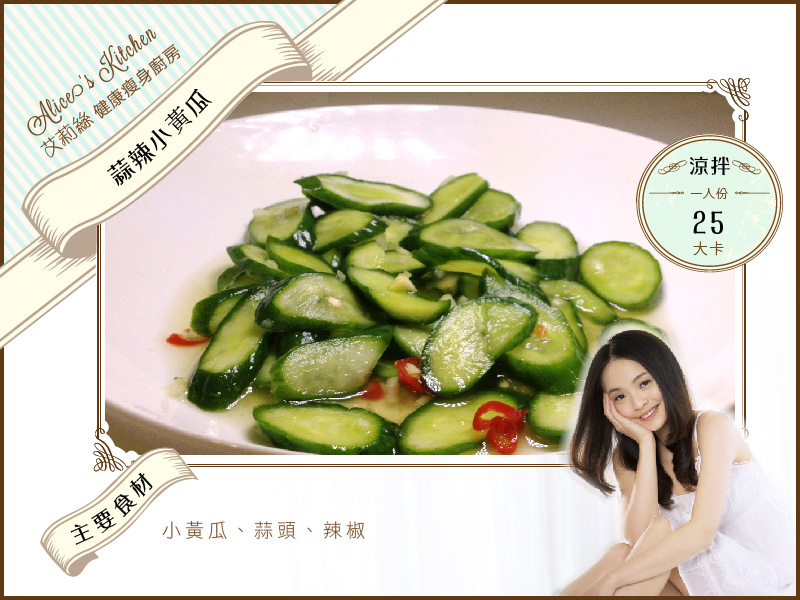 Alice's Kitchen
艾莉絲 健康瘦身廚房
蒜辣小黃瓜
涼拌
一人份
25
大卡
主要食材
小黃瓜、蒜頭、辣椒